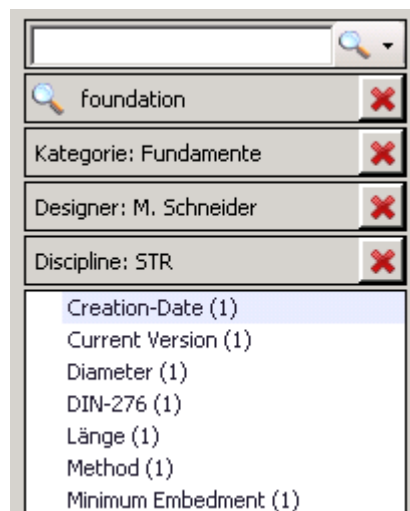 foundation
Kategorie: Fundamente
Designer: M. Schneider
Discipline: STR
Creation-Date (1)
Current Version (1)
Diameter (1)
DIN-276 (1)
Länge (1)
Method (1)
Minimum Embedment (1)